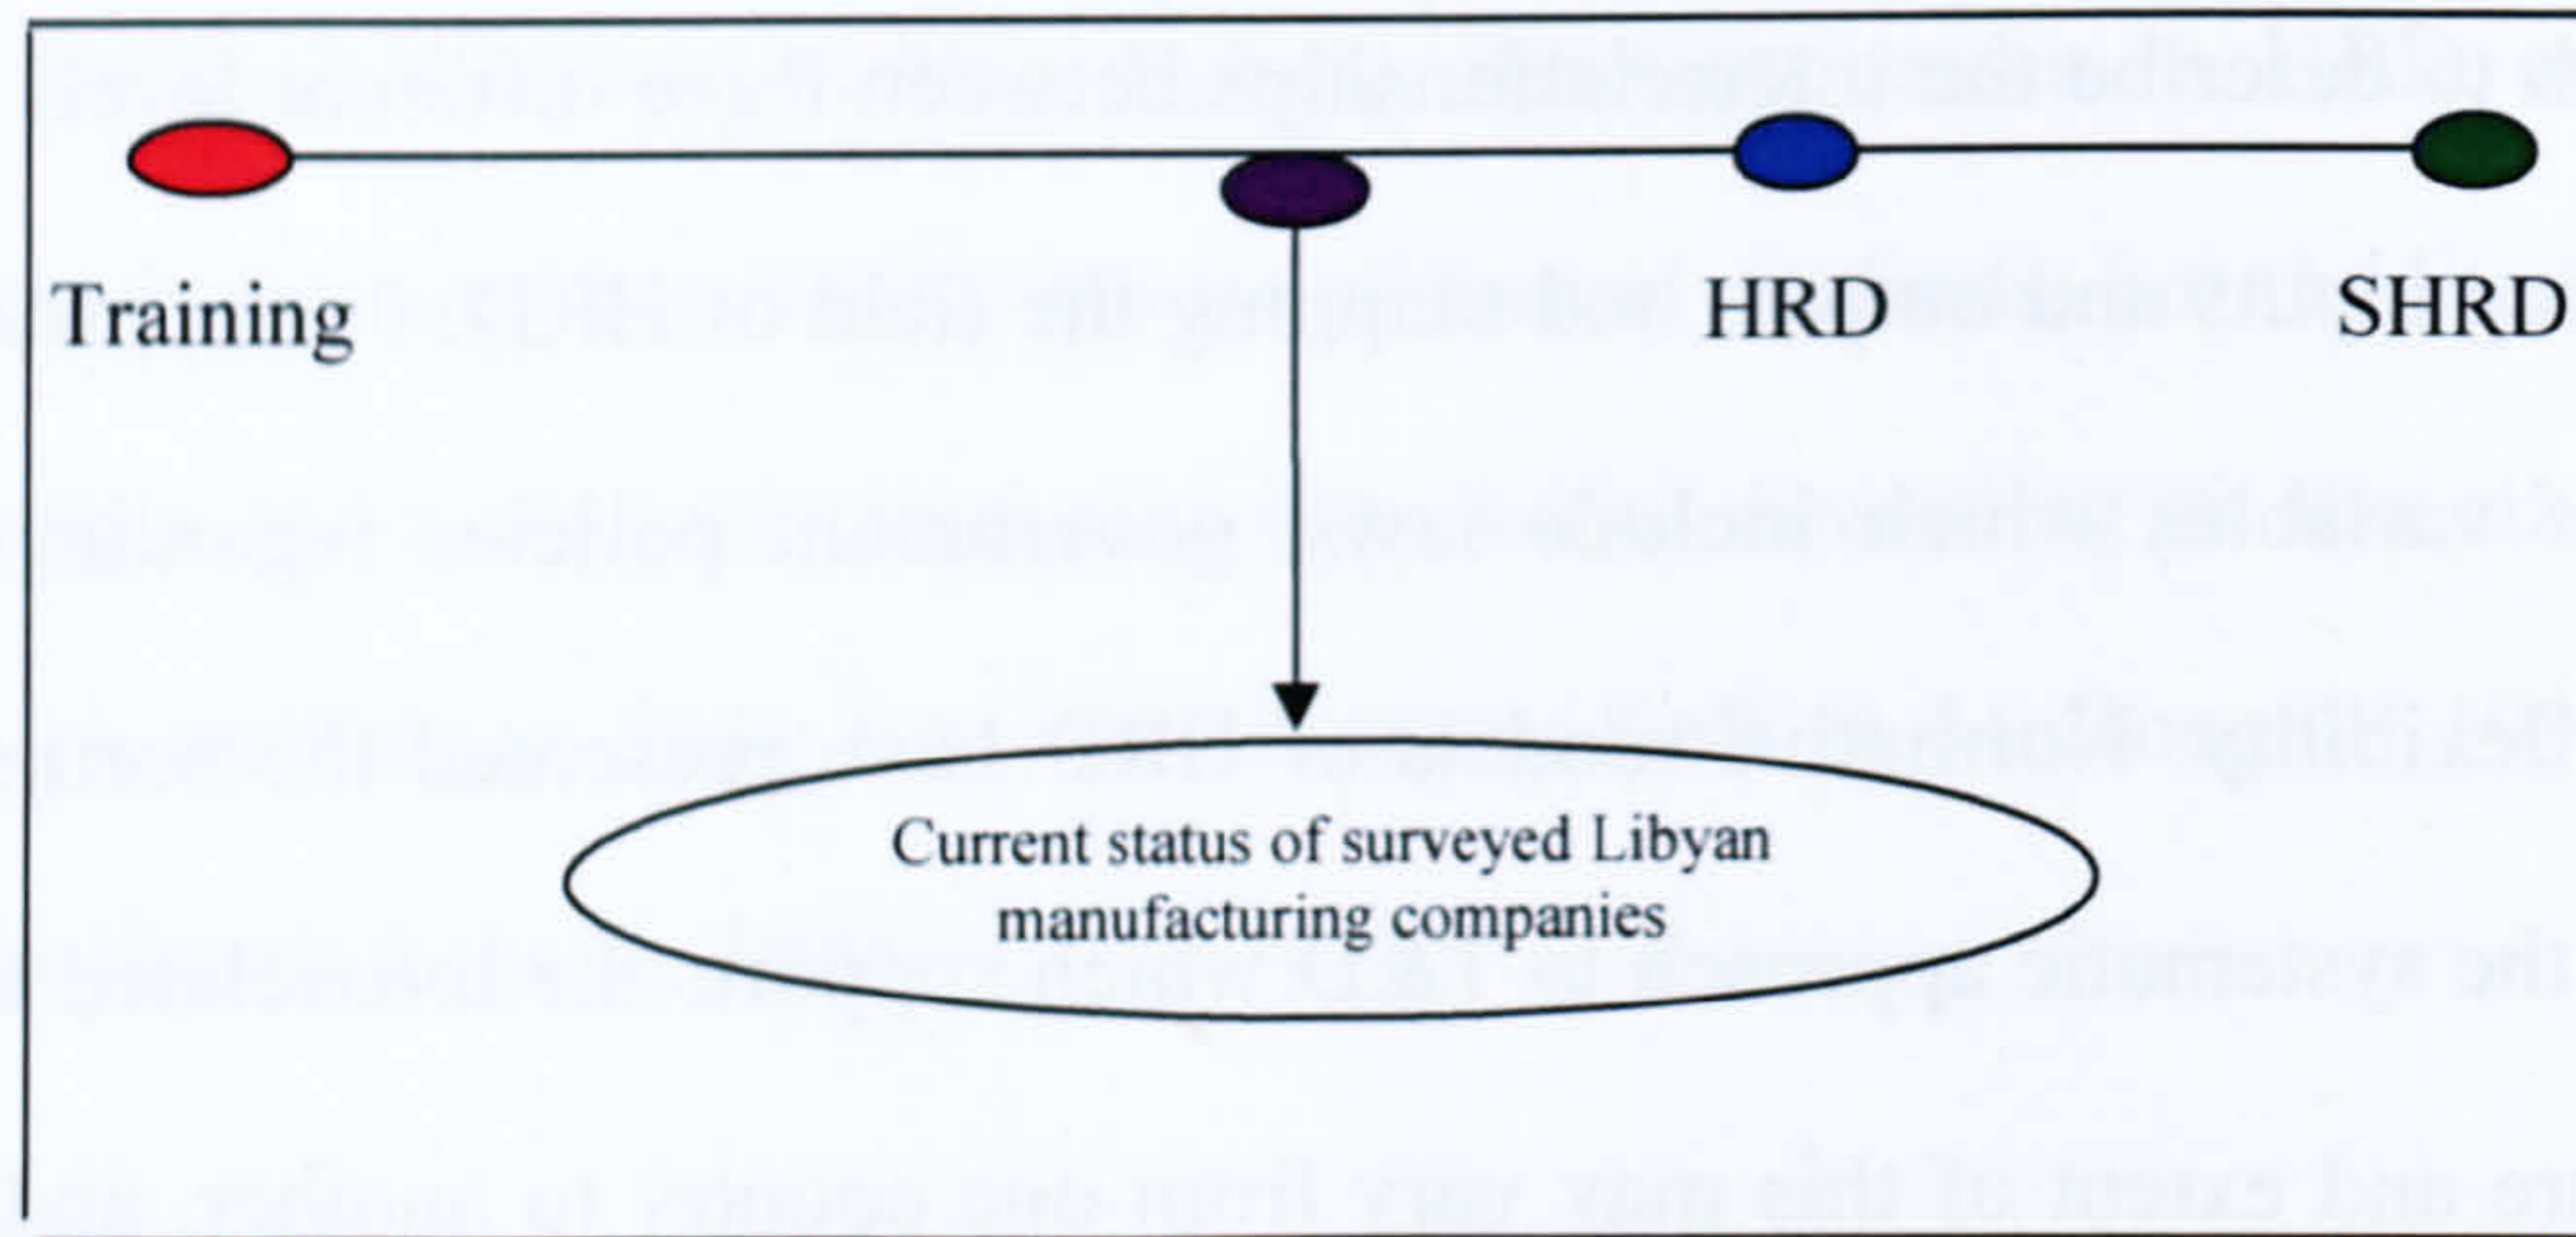 Training
HRD
SHRD
Current status of surveyed Libyan
manufacturing companies